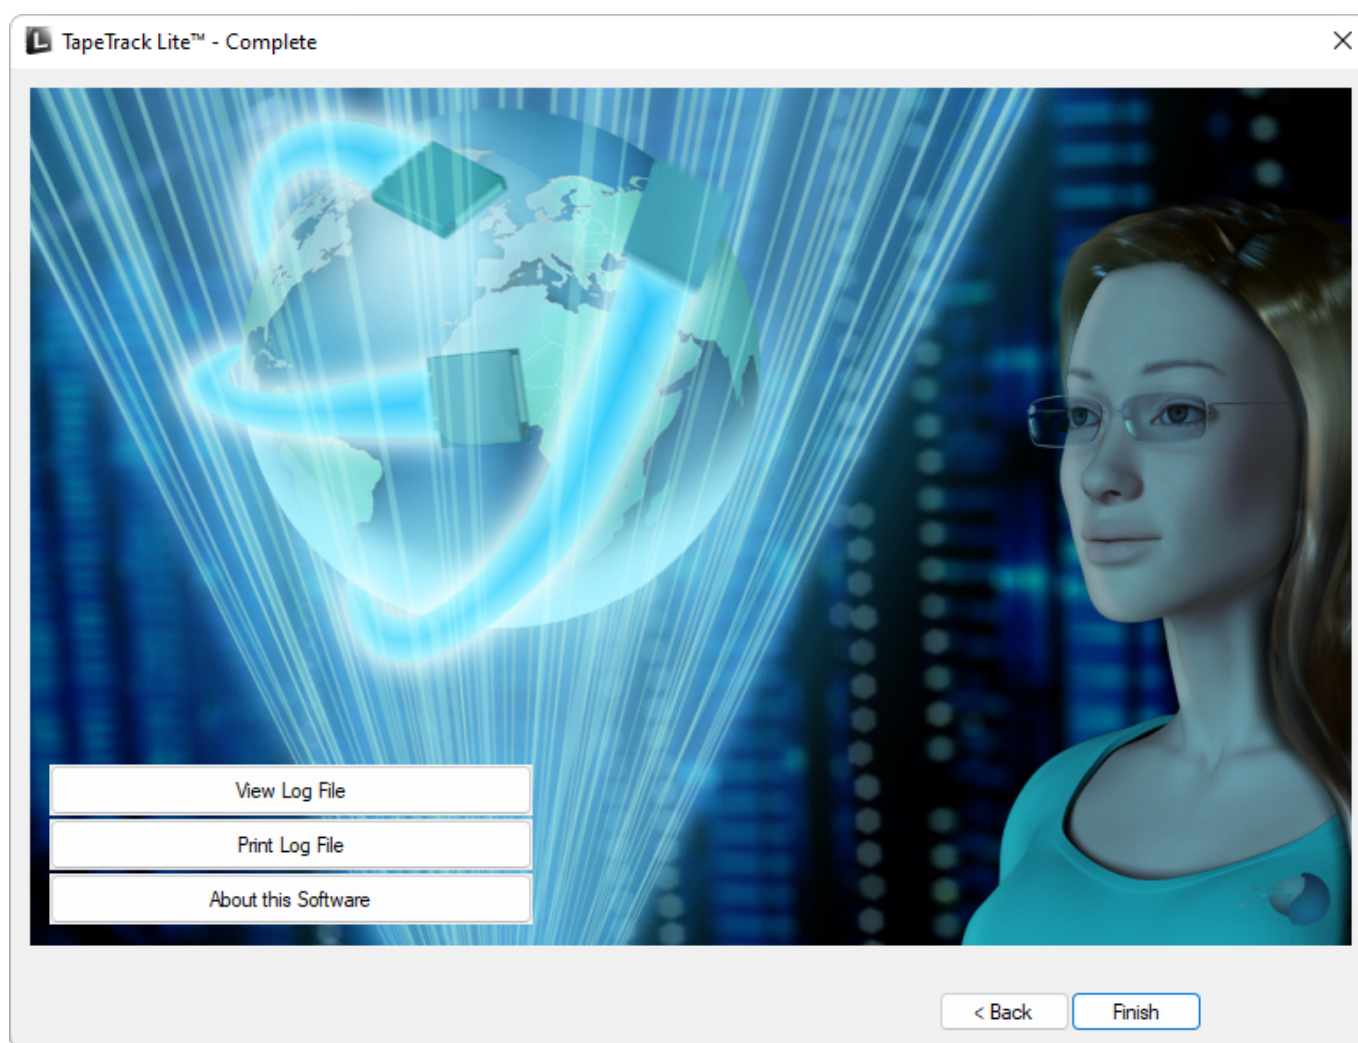 TapeTrack Lite™ - Complete
View Log File
Print Log File
About this Software
< Back
Finish